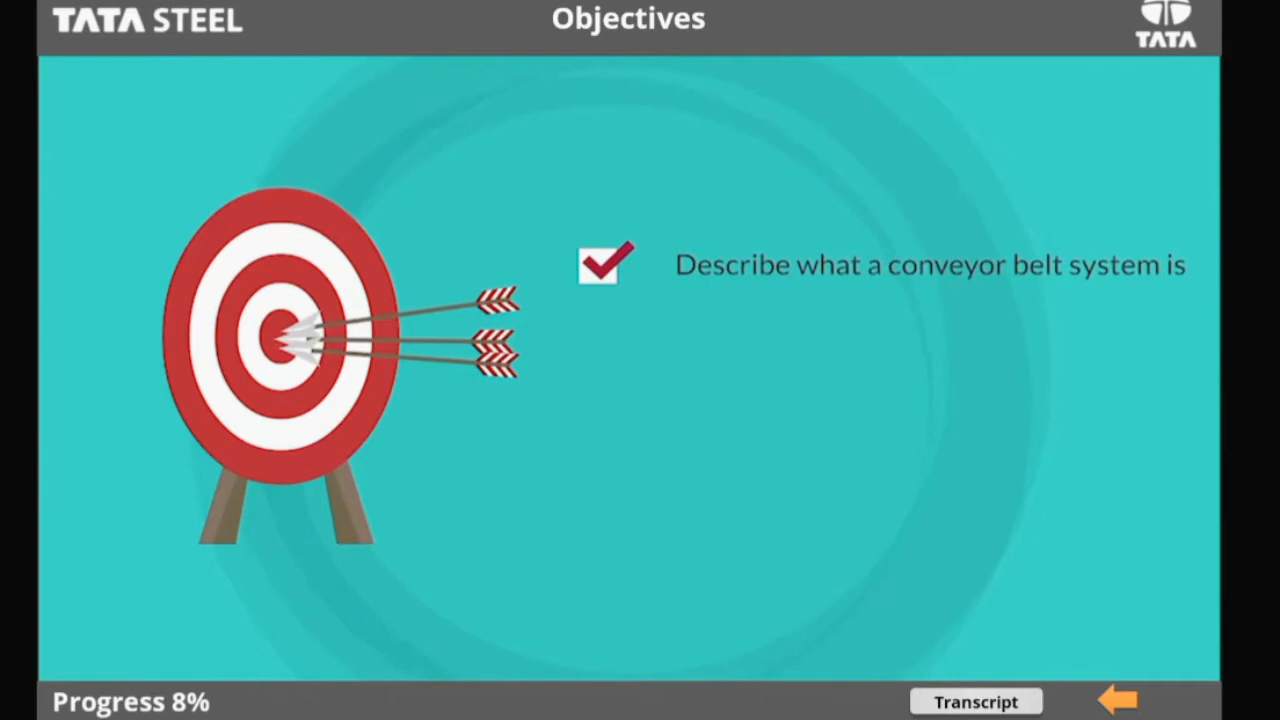 TATA STEEL
Objectives
TATA
Describe what a conveyor belt system is
Progress 8%
Transcript